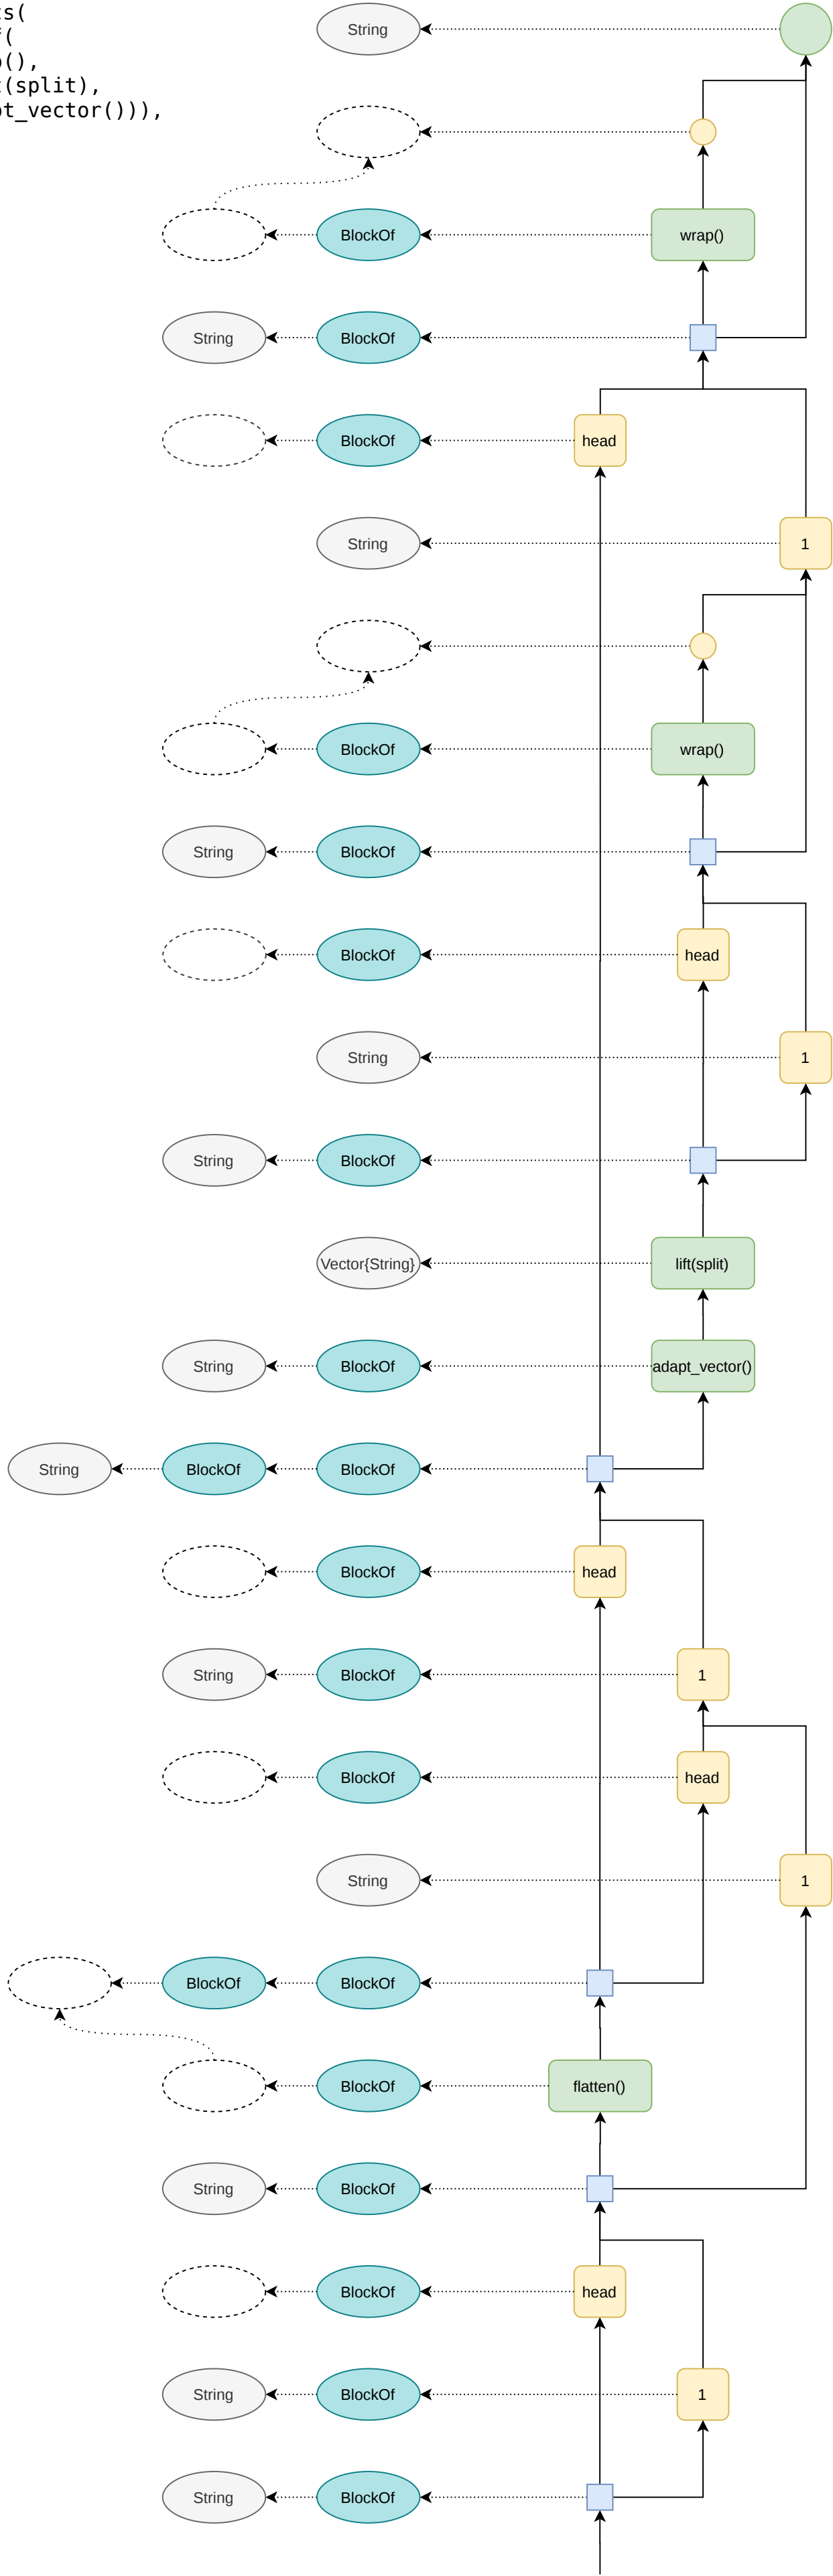 ts(
f(
p(),
t(split),
pt_vector())),
String
BlockOf
wrap()
String
BlockOf
BlockOf
head
String
1
BlockOf
wrap()
String
BlockOf
BlockOf
head
String
1
String
BlockOf
Vector{String}
lift(split)
String
BlockOf
adapt_vector()
String
BlockOf
BlockOf
BlockOf
head
String
BlockOf
1
BlockOf
head
String
1
BlockOf
BlockOf
BlockOf
flatten()
String
BlockOf
BlockOf
head
String
BlockOf
1
String
BlockOf